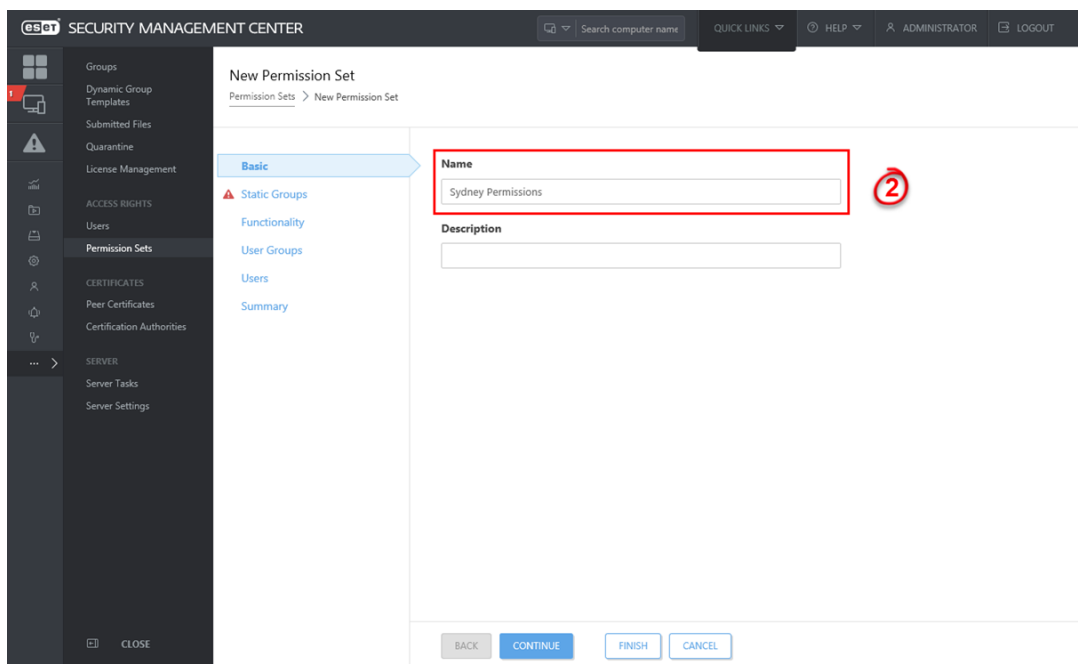 eset SECURITY MANAGEMENT CENTER
Search computer name
QUICK LINKS
HELP
ADMINISTRATOR
LOGOUT
1
Groups
Dynamic Group
Templates
Submitted Files
Quarantine
License Management
ACCESS RIGHTS
Users
Permission Sets
CERTIFICATES
Peer Certificates
Certification Authorities
SERVER
Server Tasks
Server Settings
CLOSE
New Permission Set
Permission Sets > New Permission Set
Basic
Static Groups
Functionality
User Groups
Users
Summary
Name
Sydney Permissions
2
Description
BACK
CONTINUE
FINISH
CANCEL